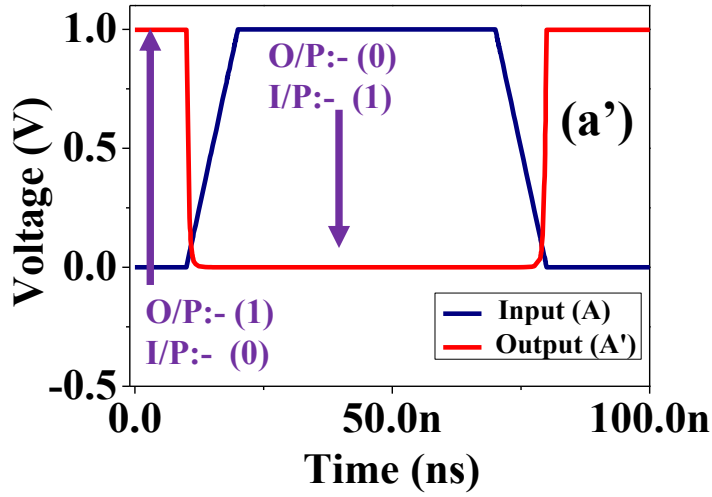 1.0
0.5
0.0
-0.5
Voltage (V)
O/P:- (0)
I/P:- (1)
(a’)
O/P:- (1)
I/P:- (0)
Input (A)
Output (A')
0.0
50.0n
100.0n
Time (ns)